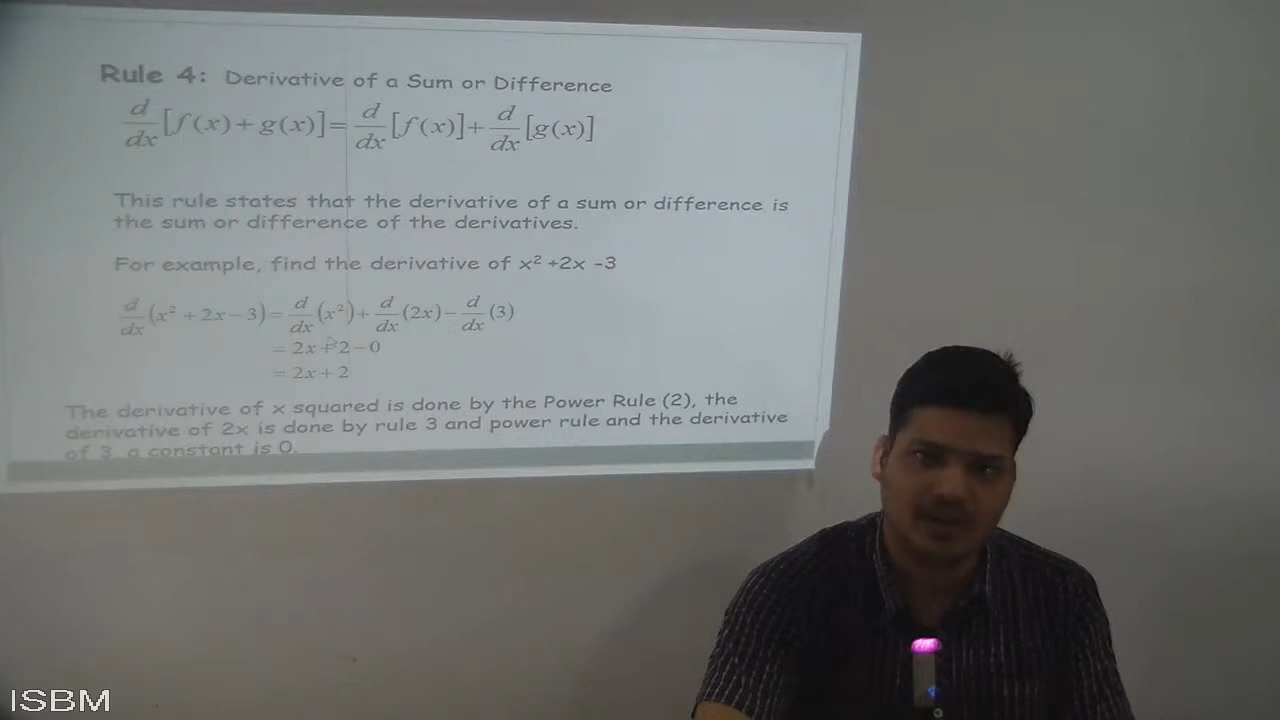 Rule 4: Derivative of a Sum or Difference
d/dx [f(x) + g(x)] = d/dx [f(x)] + d/dx [g(x)]
This rule states that the derivative of a sum or difference is
the sum or difference of the derivatives.
For example, find the derivative of x² +2x -3
d/dx (x² + 2x − 3) = d/dx (x²) + d/dx (2x) − d/dx (3)
= 2x + 2 − 0
= 2x + 2
The derivative of x squared is done by the Power Rule (2), the
derivative of 2x is done by rule 3 and power rule and the derivative
of 3, a constant is 0.
ISBM